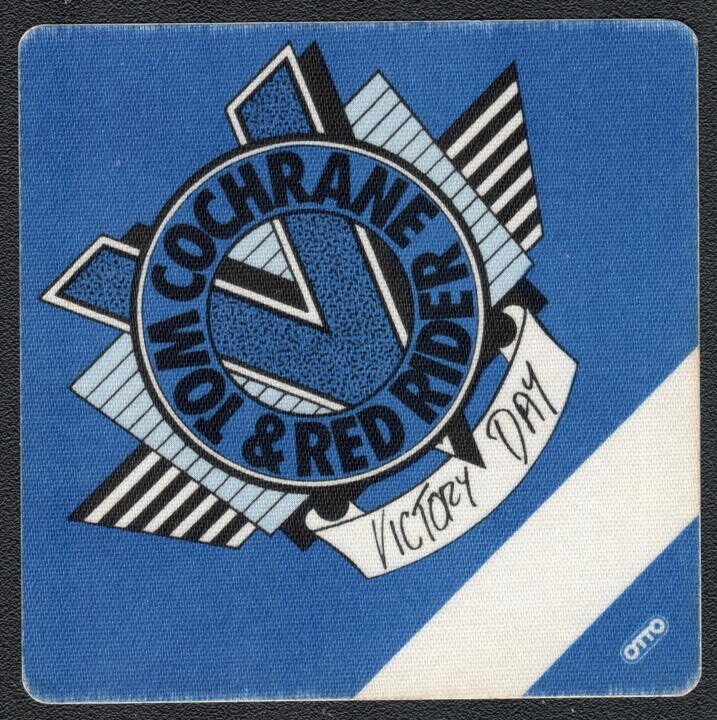 TOM COCHRANE
& RED RIDER
VICTORY DAY
OTTO